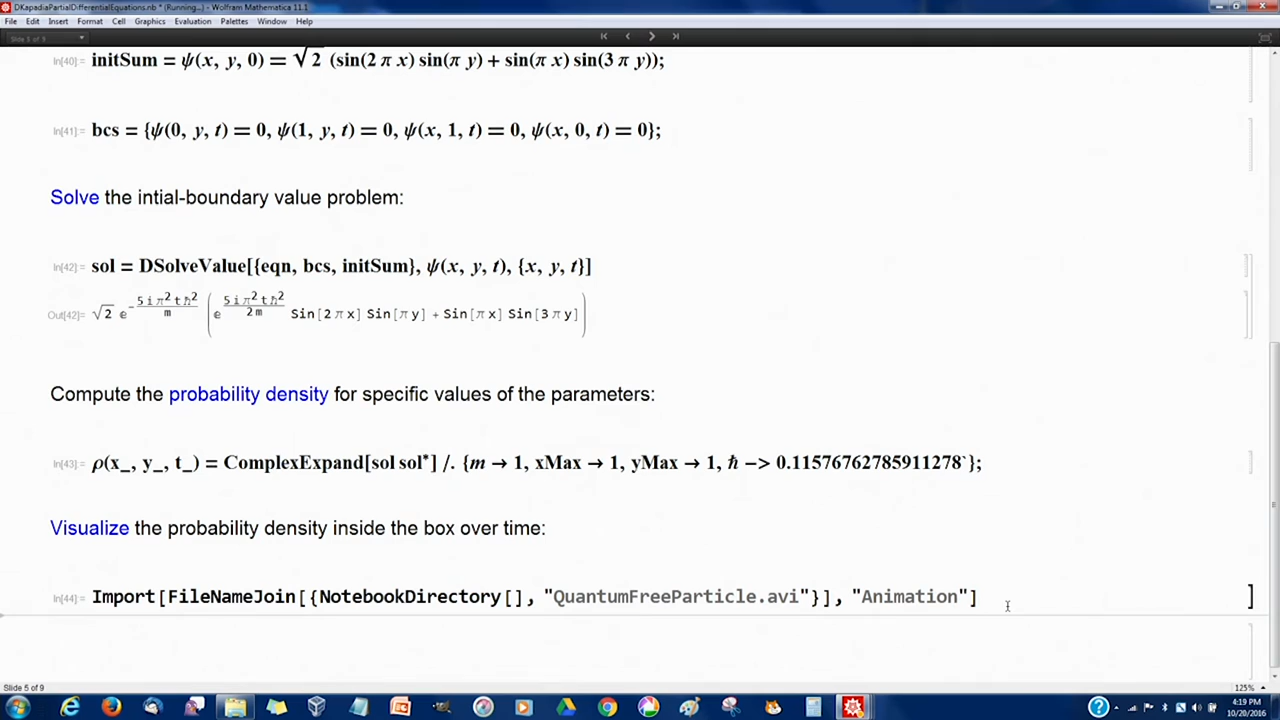 DKapadiaPartialDifferentialEquations.nb * (Running...) - Wolfram Mathematica 11.1
File Edit Insert Format Cell Graphics Evaluation Palettes Window Help
Slide 5 of 9
In[40]:= initSum = ψ(x, y, 0) = √2 (sin(2 π x) sin(π y) + sin(π x) sin(3 π y));
In[41]:= bcs = {ψ(0, y, t) = 0, ψ(1, y, t) = 0, ψ(x, 1, t) = 0, ψ(x, 0, t) = 0};
Solve the intial-boundary value problem:
In[42]:= sol = DSolveValue[{eqn, bcs, initSum}, ψ(x, y, t), {x, y, t}]
Out[42]= √2 e^(-(5 i π² t ħ²)/m) (e^((5 i π² t ħ²)/(2 m)) Sin[2 π x] Sin[π y] + Sin[π x] Sin[3 π y])
Compute the probability density for specific values of the parameters:
In[43]:= ρ(x_, y_, t_) = ComplexExpand[sol sol*] /. {m → 1, xMax → 1, yMax → 1, ħ -> 0.11576762785911278`};
Visualize the probability density inside the box over time:
In[44]:= Import[FileNameJoin[{NotebookDirectory[], "QuantumFreeParticle.avi"}], "Animation"]
Slide 5 of 9
125%
4:19 PM
10/20/2016